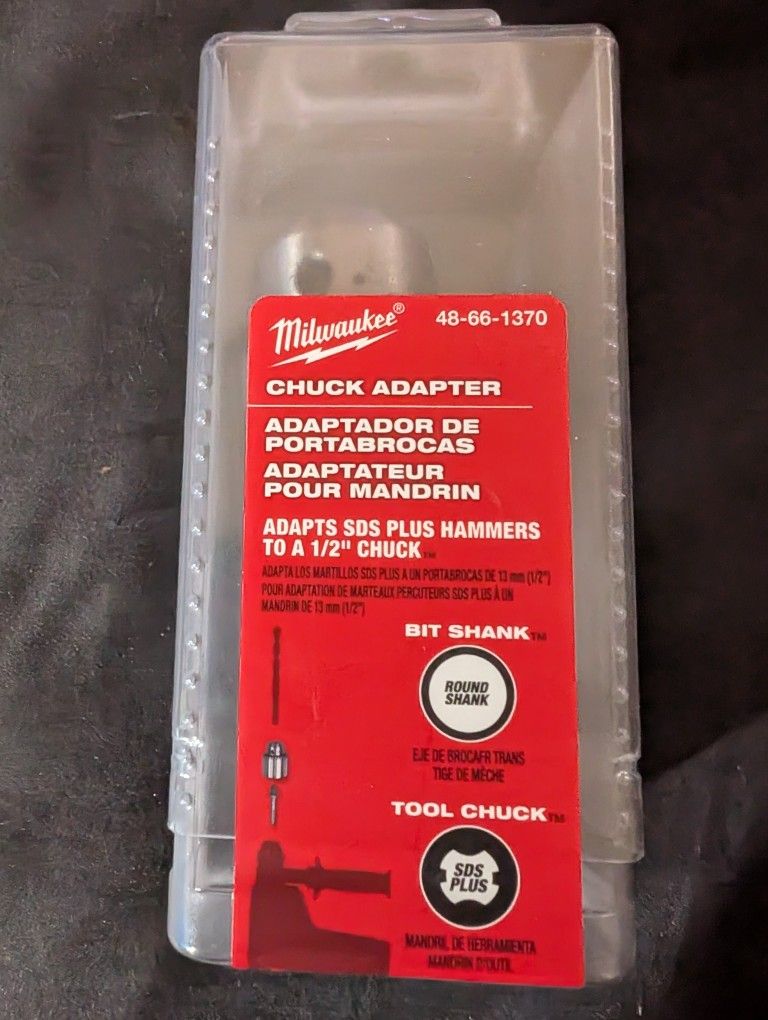 Milwaukee®
48-66-1370
CHUCK ADAPTER
ADAPTADOR DE
PORTABROCAS
ADAPTATEUR
POUR MANDRIN
ADAPTS SDS PLUS HAMMERS
TO A 1/2" CHUCK™
ADAPTA LOS MARTILLOS SDS PLUS A UN PORTABROCAS DE 13 mm (1/2")
POUR ADAPTATION DE MARTEAUX PERCUTEURS SDS PLUS À UN
MANDRIN DE 13 mm (1/2")
BIT SHANK™
ROUND
SHANK
EJE DE BROCAFR TRANS
TIGE DE MÈCHE
TOOL CHUCK™
SDS
PLUS
MANDRIL DE HERRAMIENTA
MANDRIN D'OUTIL